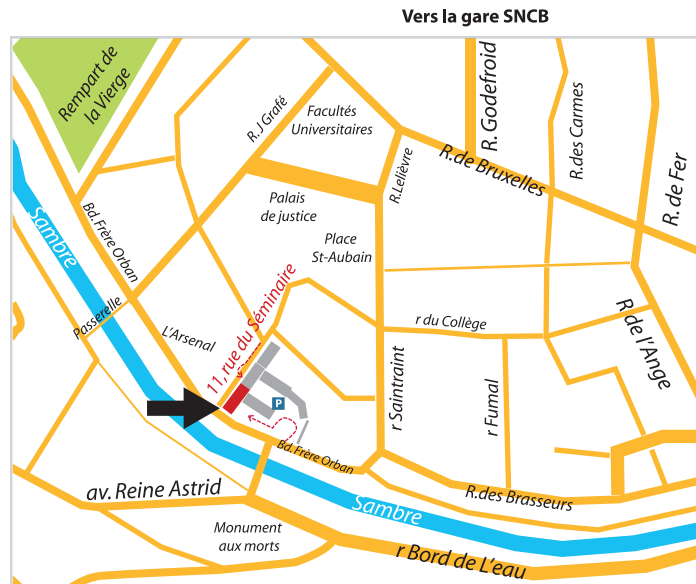 Vers la gare SNCB
Rempart de
la Vierge
R. J Grafé
Facultés
Universitaires
R. Godefroid
R.des Carmes
R. de Fer
R.de Bruxelles
R.Lelièvre
Palais
de justice
Place
St-Aubain
Sambre
Bd. Frère Orban
Passerelle
L'Arsenal
11, rue du Séminaire
r du Collège
R de l'Ange
r Saintraint
r Fumal
P
Bd. Frère Orban
av. Reine Astrid
R.des Brasseurs
Sambre
Monument
aux morts
r Bord de L'eau